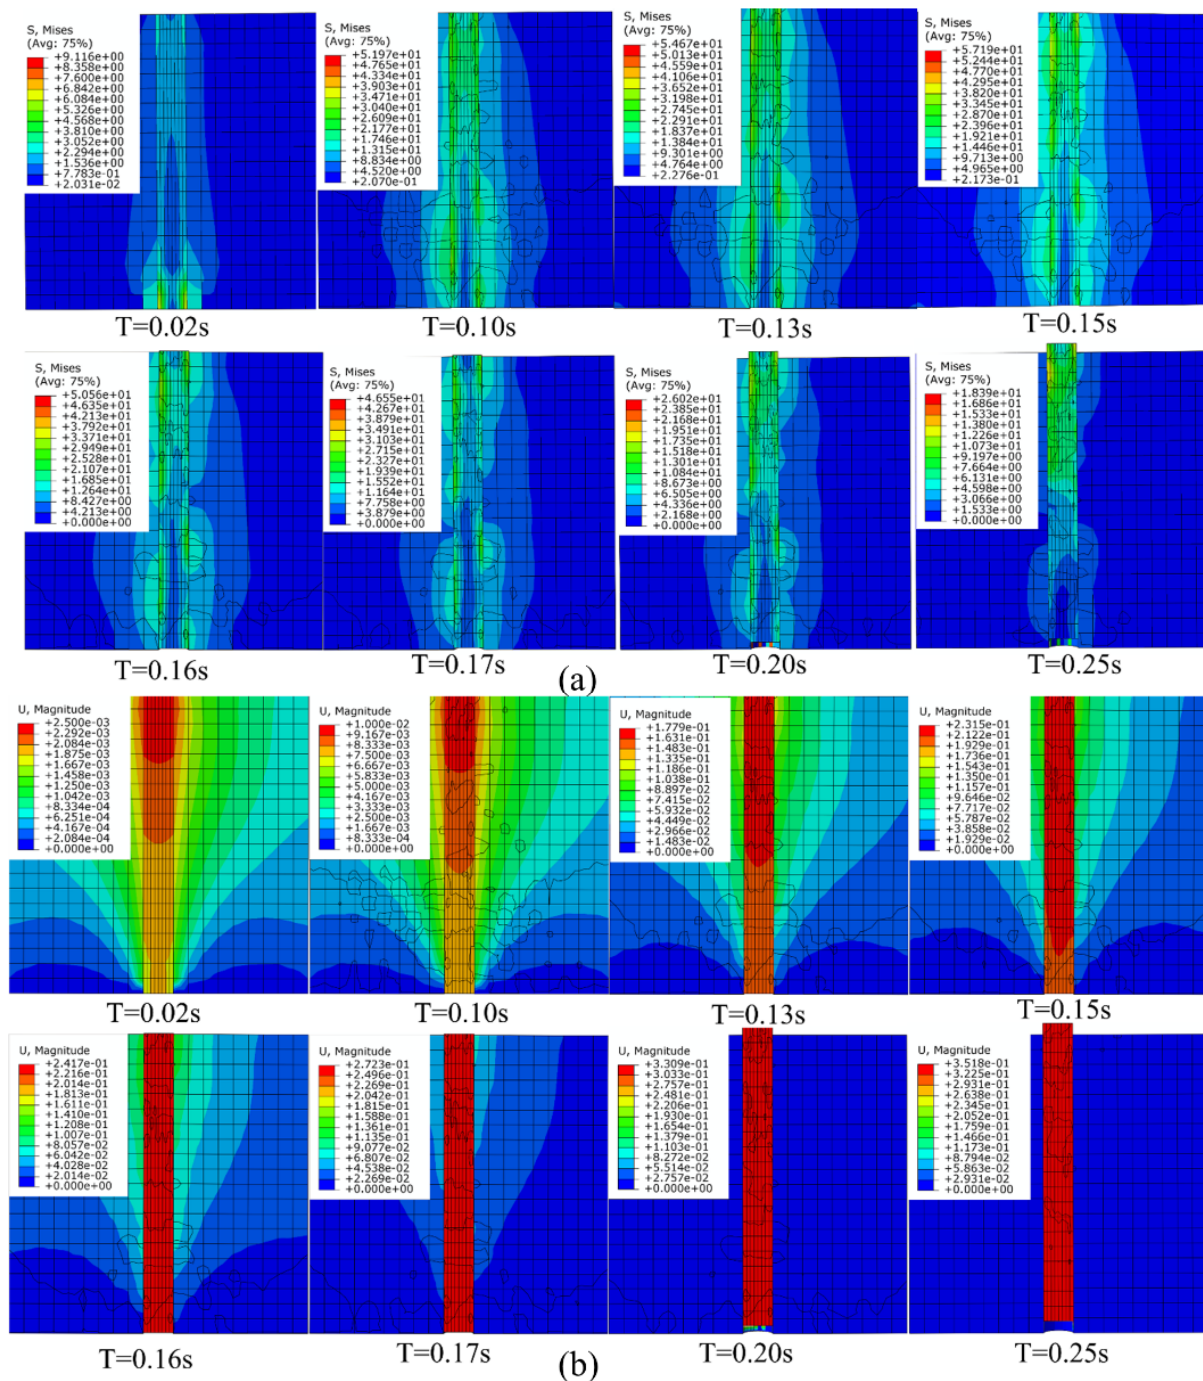 S, Mises
(Avg: 75%)
+9.116e+00
+8.358e+00
+7.600e+00
+6.842e+00
+6.084e+00
+5.326e+00
+4.568e+00
+3.810e+00
+3.052e+00
+2.294e+00
+1.536e+00
+7.783e-01
+2.031e-02
T=0.02s
S, Mises
(Avg: 75%)
+5.197e+01
+4.765e+01
+4.334e+01
+3.903e+01
+3.471e+01
+3.040e+01
+2.609e+01
+2.177e+01
+1.746e+01
+1.315e+01
+8.834e+00
+4.520e+00
+2.070e-01
T=0.10s
S, Mises
(Avg: 75%)
+5.467e+01
+5.013e+01
+4.559e+01
+4.106e+01
+3.652e+01
+3.198e+01
+2.745e+01
+2.291e+01
+1.837e+01
+1.384e+01
+9.301e+00
+4.764e+00
+2.276e-01
T=0.13s
S, Mises
(Avg: 75%)
+5.719e+01
+5.244e+01
+4.770e+01
+4.295e+01
+3.820e+01
+3.345e+01
+2.870e+01
+2.396e+01
+1.921e+01
+1.446e+01
+9.713e+00
+4.965e+00
+2.173e-01
T=0.15s
S, Mises
(Avg: 75%)
+5.056e+01
+4.635e+01
+4.213e+01
+3.792e+01
+3.371e+01
+2.949e+01
+2.528e+01
+2.107e+01
+1.685e+01
+1.264e+01
+8.427e+00
+4.213e+00
+0.000e+00
T=0.16s
S, Mises
(Avg: 75%)
+4.655e+01
+4.267e+01
+3.879e+01
+3.491e+01
+3.103e+01
+2.715e+01
+2.327e+01
+1.939e+01
+1.552e+01
+1.164e+01
+7.758e+00
+3.879e+00
+0.000e+00
T=0.17s
S, Mises
(Avg: 75%)
+2.602e+01
+2.385e+01
+2.168e+01
+1.951e+01
+1.735e+01
+1.518e+01
+1.301e+01
+1.084e+01
+8.673e+00
+6.505e+00
+4.336e+00
+2.168e+00
+0.000e+00
T=0.20s
S, Mises
(Avg: 75%)
+1.839e+01
+1.686e+01
+1.533e+01
+1.380e+01
+1.226e+01
+1.073e+01
+9.197e+00
+7.664e+00
+6.131e+00
+4.598e+00
+3.066e+00
+1.533e+00
+0.000e+00
T=0.25s
(a)
U, Magnitude
+2.500e-03
+2.292e-03
+2.084e-03
+1.875e-03
+1.667e-03
+1.458e-03
+1.250e-03
+1.042e-03
+8.334e-04
+6.251e-04
+4.167e-04
+2.084e-04
+0.000e+00
T=0.02s
U, Magnitude
+1.000e-02
+9.167e-03
+8.333e-03
+7.500e-03
+6.667e-03
+5.833e-03
+5.000e-03
+4.167e-03
+3.333e-03
+2.500e-03
+1.667e-03
+8.333e-04
+0.000e+00
T=0.10s
U, Magnitude
+1.779e-01
+1.631e-01
+1.483e-01
+1.335e-01
+1.186e-01
+1.038e-01
+8.897e-02
+7.415e-02
+5.932e-02
+4.449e-02
+2.966e-02
+1.483e-02
+0.000e+00
T=0.13s
U, Magnitude
+2.315e-01
+2.122e-01
+1.929e-01
+1.736e-01
+1.543e-01
+1.350e-01
+1.157e-01
+9.646e-02
+7.717e-02
+5.787e-02
+3.858e-02
+1.929e-02
+0.000e+00
T=0.15s
U, Magnitude
+2.417e-01
+2.216e-01
+2.014e-01
+1.813e-01
+1.611e-01
+1.410e-01
+1.208e-01
+1.007e-01
+8.057e-02
+6.042e-02
+4.028e-02
+2.014e-02
+0.000e+00
T=0.16s
U, Magnitude
+2.723e-01
+2.496e-01
+2.269e-01
+2.042e-01
+1.815e-01
+1.588e-01
+1.361e-01
+1.135e-01
+9.077e-02
+6.807e-02
+4.538e-02
+2.269e-02
+0.000e+00
T=0.17s
U, Magnitude
+3.309e-01
+3.033e-01
+2.757e-01
+2.481e-01
+2.206e-01
+1.930e-01
+1.654e-01
+1.379e-01
+1.103e-01
+8.272e-02
+5.514e-02
+2.757e-02
+0.000e+00
T=0.20s
U, Magnitude
+3.518e-01
+3.225e-01
+2.931e-01
+2.638e-01
+2.345e-01
+2.052e-01
+1.759e-01
+1.466e-01
+1.173e-01
+8.794e-02
+5.863e-02
+2.931e-02
+0.000e+00
T=0.25s
(b)